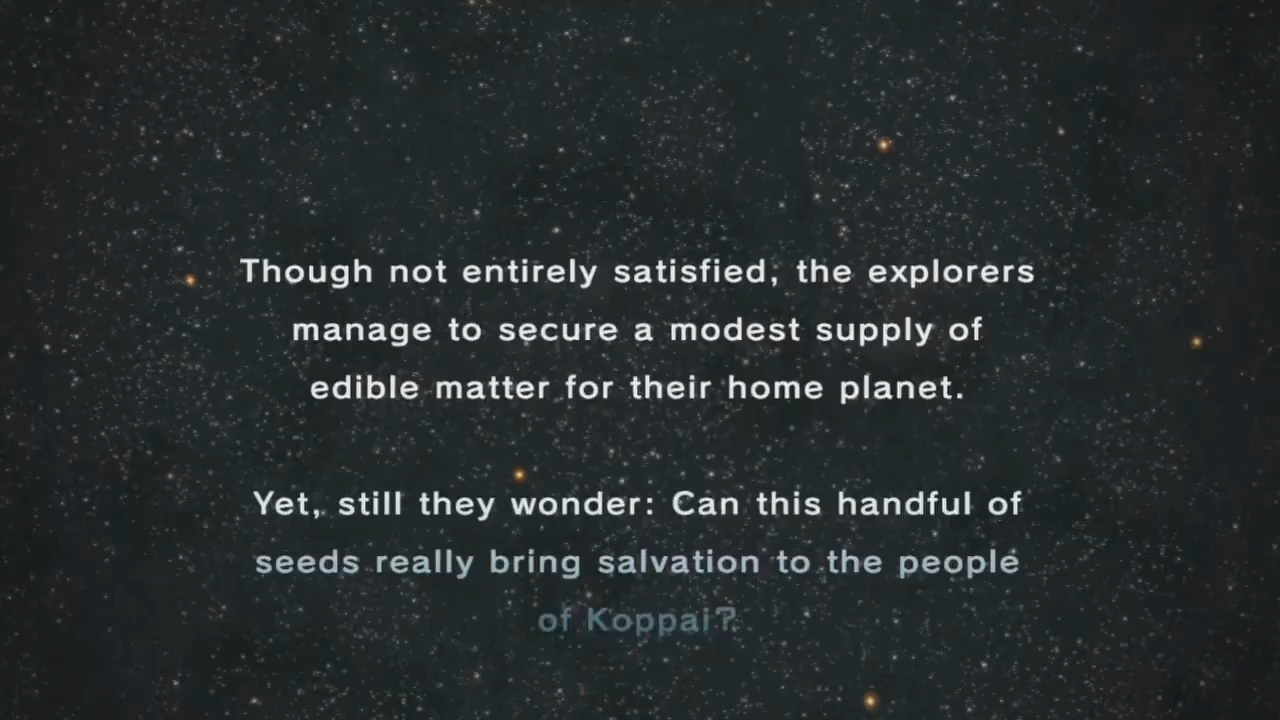 Though not entirely satisfied, the explorers
manage to secure a modest supply of
edible matter for their home planet.
Yet, still they wonder: Can this handful of
seeds really bring salvation to the people
of Koppai?